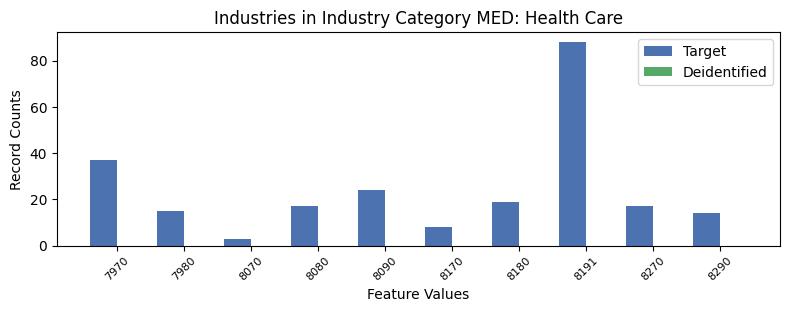 Industries in Industry Category MED: Health Care
Target
Deidentified
Record Counts
80
60
40
20
0
7970 7980 8070 8080 8090 8170 8180 8191 8270 8290
Feature Values